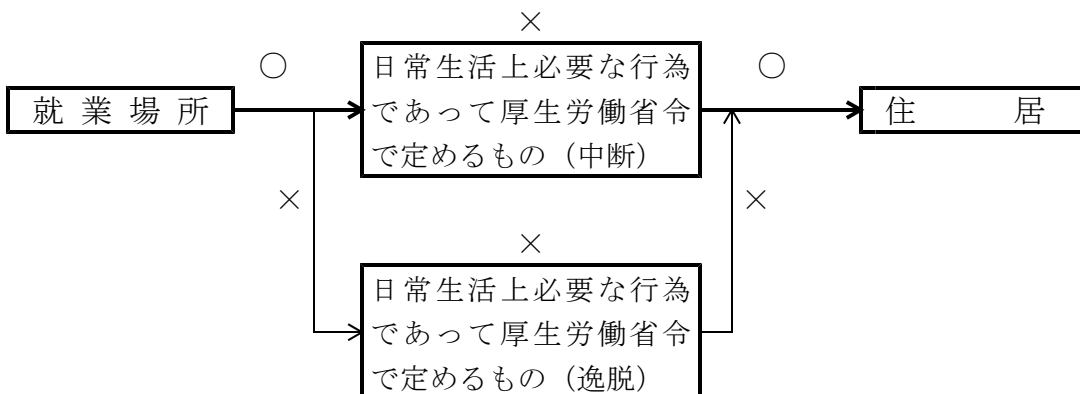 ×
○
日常生活上必要な行為
であって厚生労働省令
で定めるもの（中断）
○
就業場所
住居
×
×
×
日常生活上必要な行為
であって厚生労働省令
で定めるもの（逸脱）